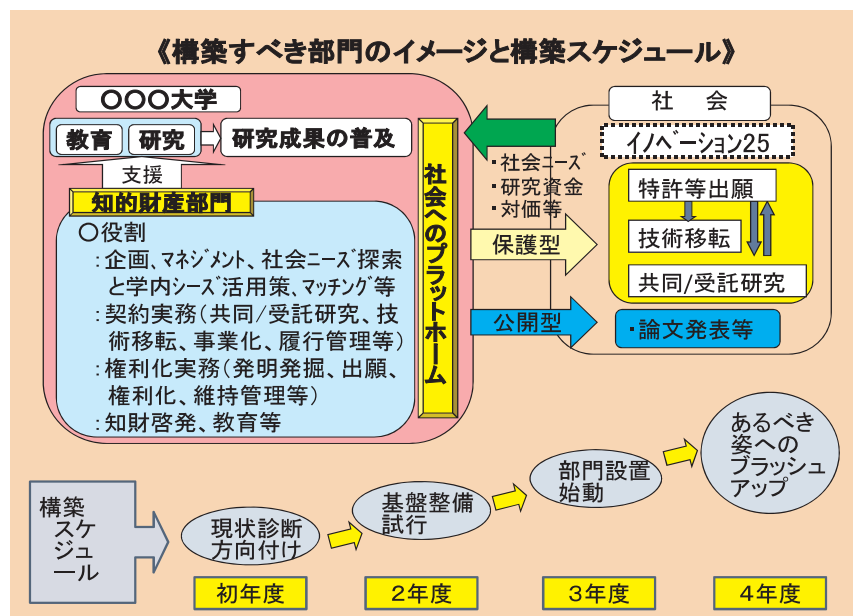 《構築すべき部門のイメージと構築スケジュール》
〇〇〇大学
教育
研究
研究成果の普及
支援
知的財産部門
〇役割
:企画、マネジメント、社会ニーズ探索
と学内シーズ活用策、マッチング等
:契約実務(共同/受託研究、技
術移転、事業化、履行管理等)
:権利化実務(発明発掘、出願、
権利化、維持管理等)
:知財啓発、教育等
社会へのプラットホーム
・社会ニーズ
・研究資金
・対価等
保護型
公開型
社 会
イノベーション25
特許等出願
技術移転
共同/受託研究
・論文発表等
構築
スケ
ジュ
ール
現状診断
方向付け
基盤整備
試行
部門設置
始動
あるべき
姿への
ブラッシュ
アップ
初年度
2年度
3年度
4年度